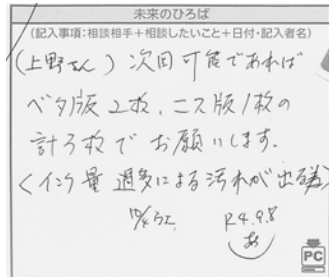 未来のひろば
(記入事項:相談相手+相談したいこと+日付・記入者名)
(上野さん) 次回可能であれば
ベタ版2枚、ニス版1枚の
計3枚でお願いします。
<インク量過多による汚れが出る為>
R4.9.8
あ
PC